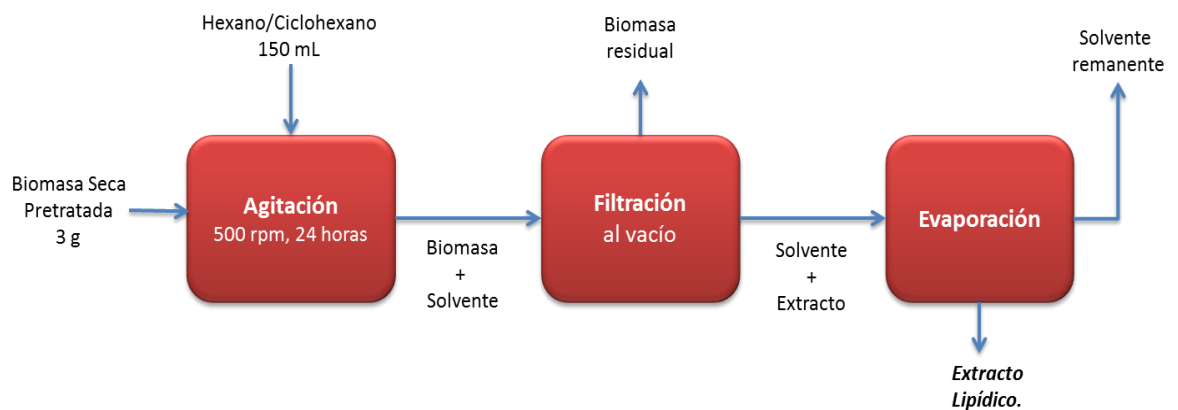 Hexano/Ciclohexano
150 mL
Biomasa Seca
Pretratada
3 g
Agitación
500 rpm, 24 horas
Biomasa
+
Solvente
Biomasa
residual
Filtración
al vacío
Solvente
+
Extracto
Evaporación
Solvente
remanente
Extracto
Lipídico.